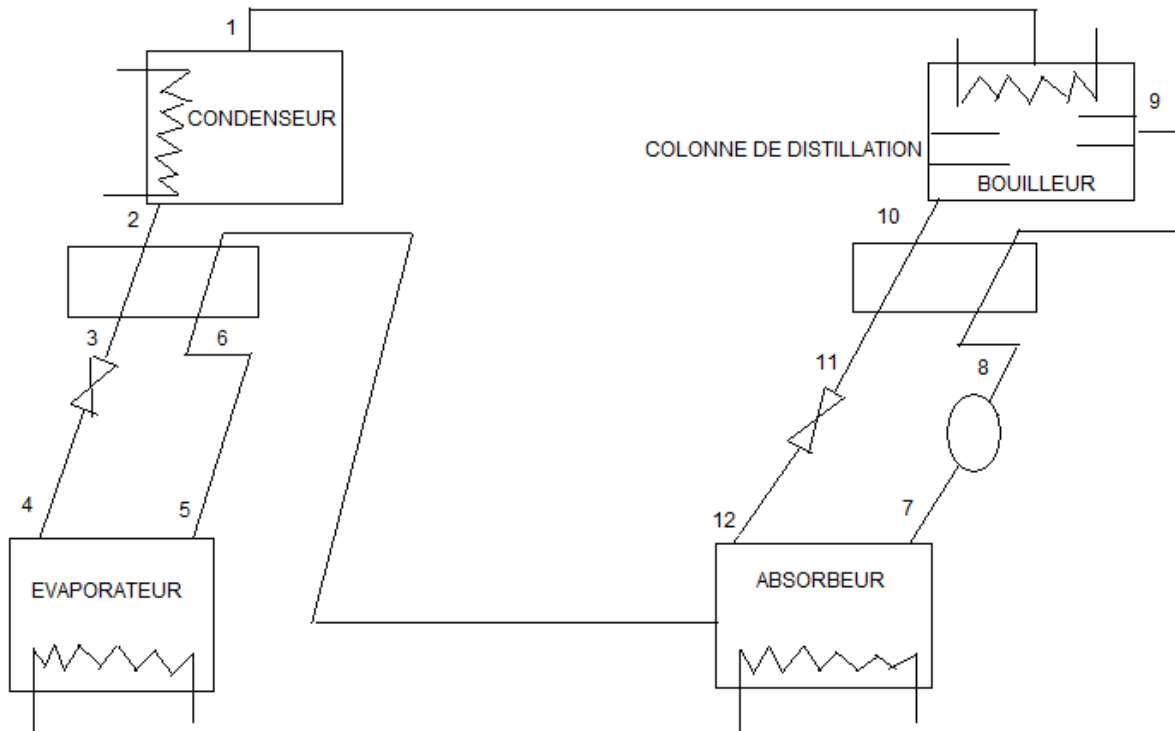 1
CONDENSEUR
9
COLONNE DE DISTILLATION
BOUILLEUR
2
10
3
6
11
8
4
5
12
7
EVAPORATEUR
ABSORBEUR